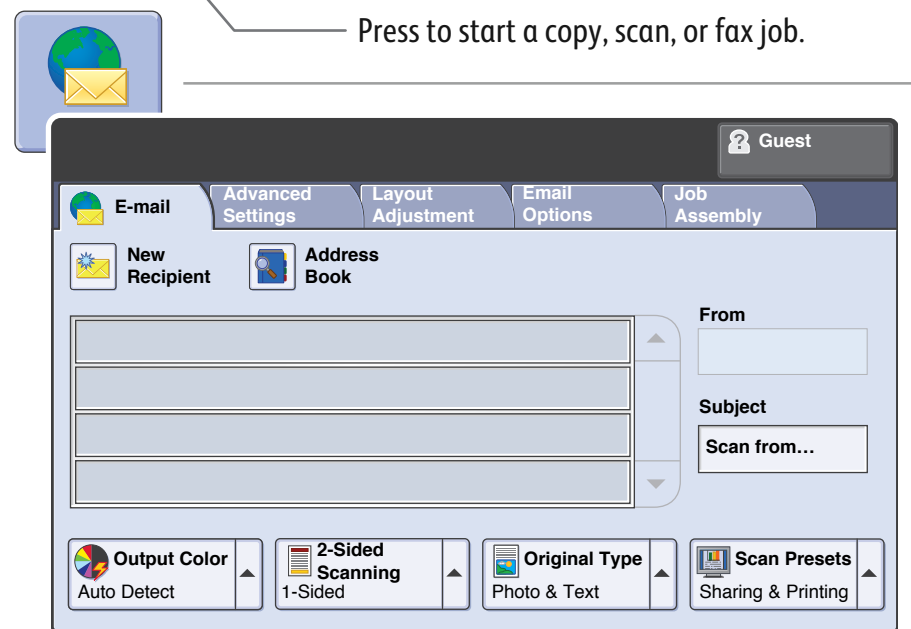 Press to start a copy, scan, or fax job.
Guest
E-mail
Advanced
Settings
Layout
Adjustment
Email
Options
Job
Assembly
New
Recipient
Address
Book
From
Subject
Scan from...
Output Color
Auto Detect
2-Sided
Scanning
1-Sided
Original Type
Photo & Text
Scan Presets
Sharing & Printing